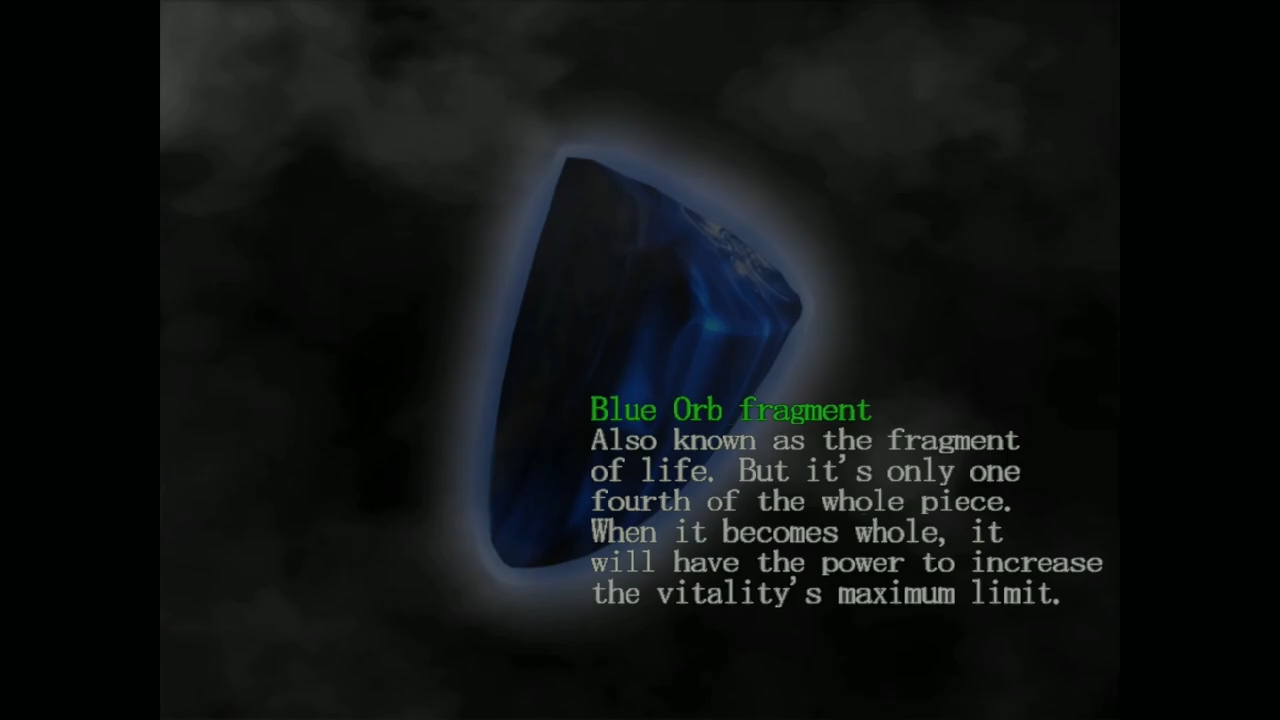 Blue Orb fragment
Also known as the fragment
of life. But it's only one
fourth of the whole piece.
When it becomes whole, it
will have the power to increase
the vitality's maximum limit.